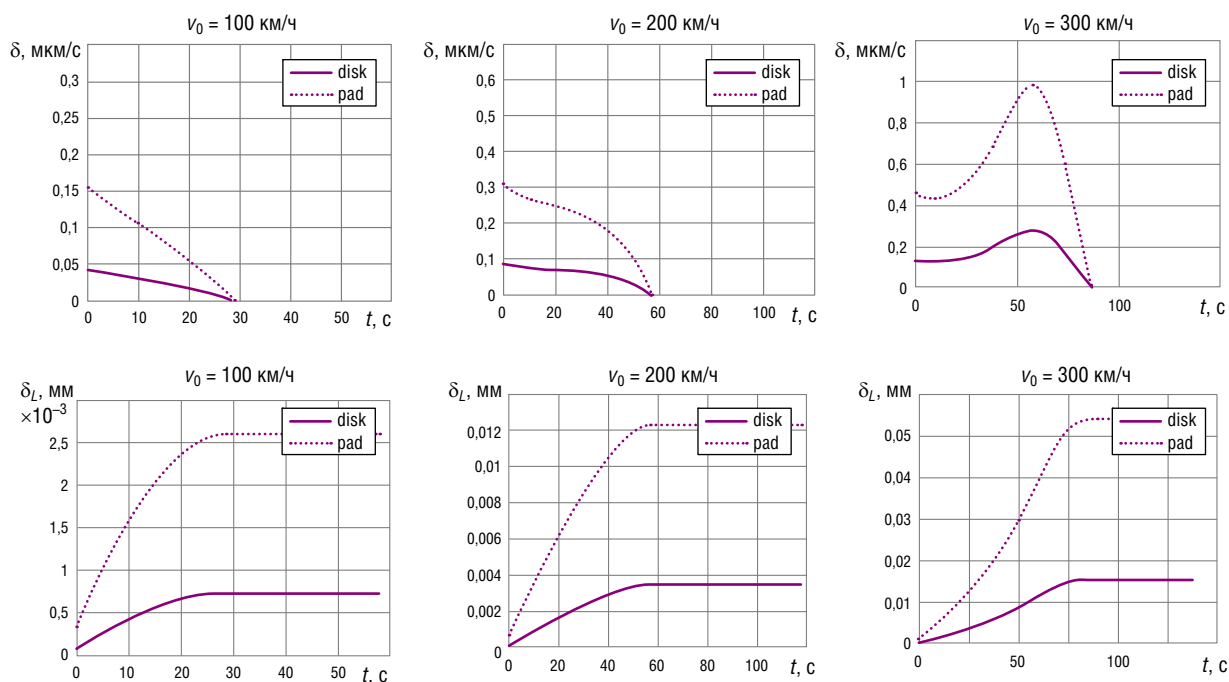 v₀ = 100 км/ч
δ, мкм/с
0,3
0,35
0,2
0,15
0,15
0,05
0
0 10 20 30 40 50
t, с
disk
pad
v₀ = 200 км/ч
δ, мкм/с
0,6
0,5
0,4
0,3
0,2
0,1
0
0 20 40 60 80 100
t, с
disk
pad
v₀ = 300 км/ч
δ, мкм/с
1
0,8
0,6
0,4
0,2
0
0 50 100
t, с
disk
pad
v₀ = 100 км/ч
δL, мм
×10⁻³
2.5
2
1.5
1
0.5
0
0 10 20 30 40 50
t, с
disk
pad
v₀ = 200 км/ч
δL, мм
0,012
0,01
0,008
0,006
0,004
0,002
0
0 20 40 60 80 100
t, с
disk
pad
v₀ = 300 км/ч
δL, мм
0,05
0,04
0,03
0,02
0,01
0
0 50 100
t, с
disk
pad